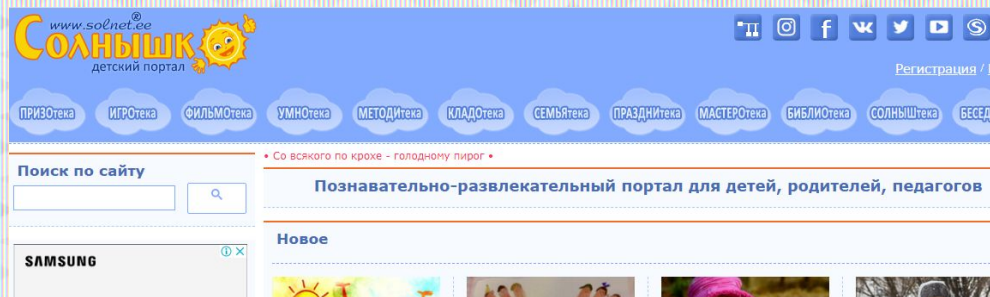 www.solnet.ee
®
Солнышко
детский портал
Регистрация /
ПРИЗОтека ИГРОтека ФИЛЬМОтека УМНОтека МЕТОДИтека КЛАДОтека СЕМЬЯтека ПРАЗДНИтека МАСТЕРОтека БИБЛИОтека СОЛНЫШтека БЕСЕД
• Со всякого по крохе - голодному пирог •
Поиск по сайту
Познавательно-развлекательный портал для детей, родителей, педагогов
Новое
SAMSUNG